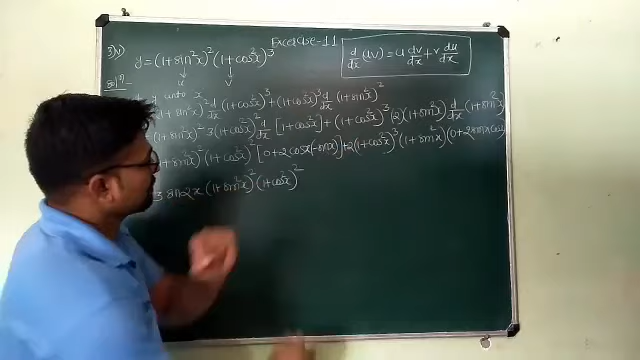 Exercise-11
3) v) y = (1+sin²x)²(1+cos²x)³
u v
d/dx (uv) = u dv/dx + v du/dx
Solⁿ-
y w.r.to x
(1+sin²x)² d/dx (1+cos²x)³ + (1+cos²x)³ d/dx (1+sin²x)²
(1+sin²x)² 3(1+cos²x)² d/dx [1+cos²x] + (1+cos²x)³ (2)(1+sin²x) d/dx (1+sin²x)
(1+sin²x)² (1+cos²x)² [0+2cosx(-sinx)] + 2(1+cos²x)³ (1+sin²x)(0+2sinx cosx)
3 sin2x (1+sin²x)² (1+cos²x)²